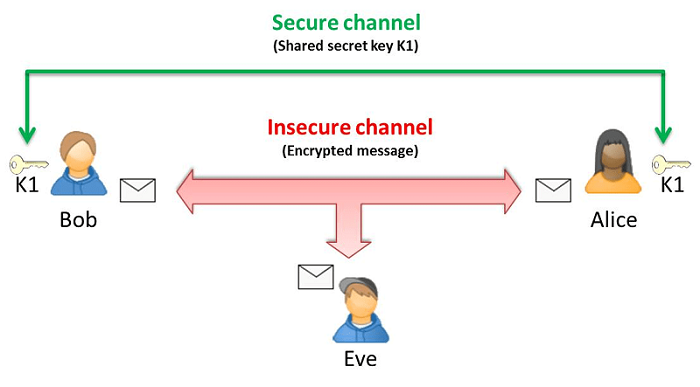 Secure channel
(Shared secret key K1)
Insecure channel
(Encrypted message)
K1
K1
Bob
Alice
Eve